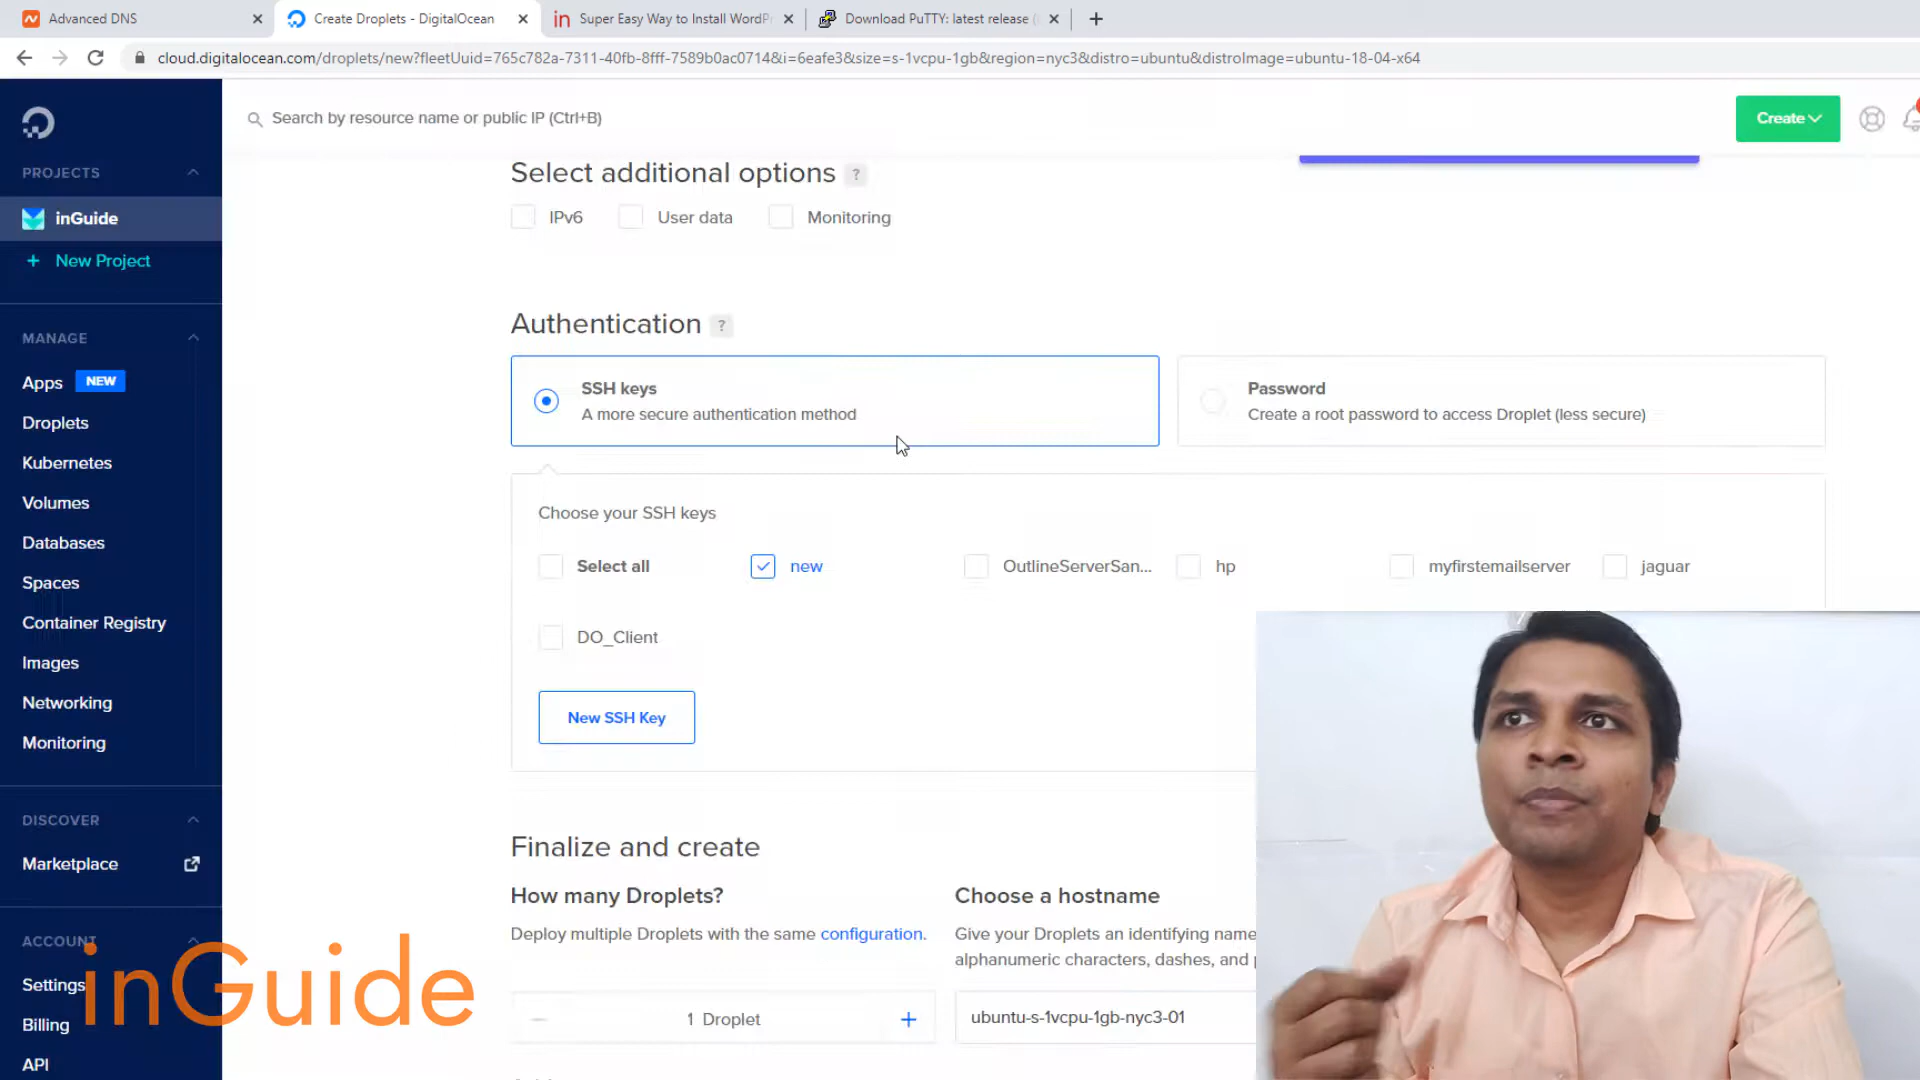 Advanced DNS
Create Droplets - DigitalOcean
Super Easy Way to Install WordPr
Download PuTTY: latest release (
cloud.digitalocean.com/droplets/new?fleetUuid=765c782a-7311-40fb-8fff-7589b0ac0714&i=6eafe3&size=s-1vcpu-1gb&region=nyc3&distro=ubuntu&distroImage=ubuntu-18-04-x64
Search by resource name or public IP (Ctrl+B)
Create
PROJECTS
inGuide
+ New Project
MANAGE
Apps NEW
Droplets
Kubernetes
Volumes
Databases
Spaces
Container Registry
Images
Networking
Monitoring
DISCOVER
Marketplace
ACCOUNT
Settings
Billing
API
Select additional options ?
IPv6 User data Monitoring
Authentication ?
SSH keys
A more secure authentication method
Password
Create a root password to access Droplet (less secure)
Choose your SSH keys
Select all new OutlineServerSan... hp myfirstemailserver jaguar
DO_Client
New SSH Key
Finalize and create
How many Droplets?
Deploy multiple Droplets with the same configuration.
1 Droplet
Choose a hostname
Give your Droplets an identifying name
alphanumeric characters, dashes, and p
ubuntu-s-1vcpu-1gb-nyc3-01
inGuide